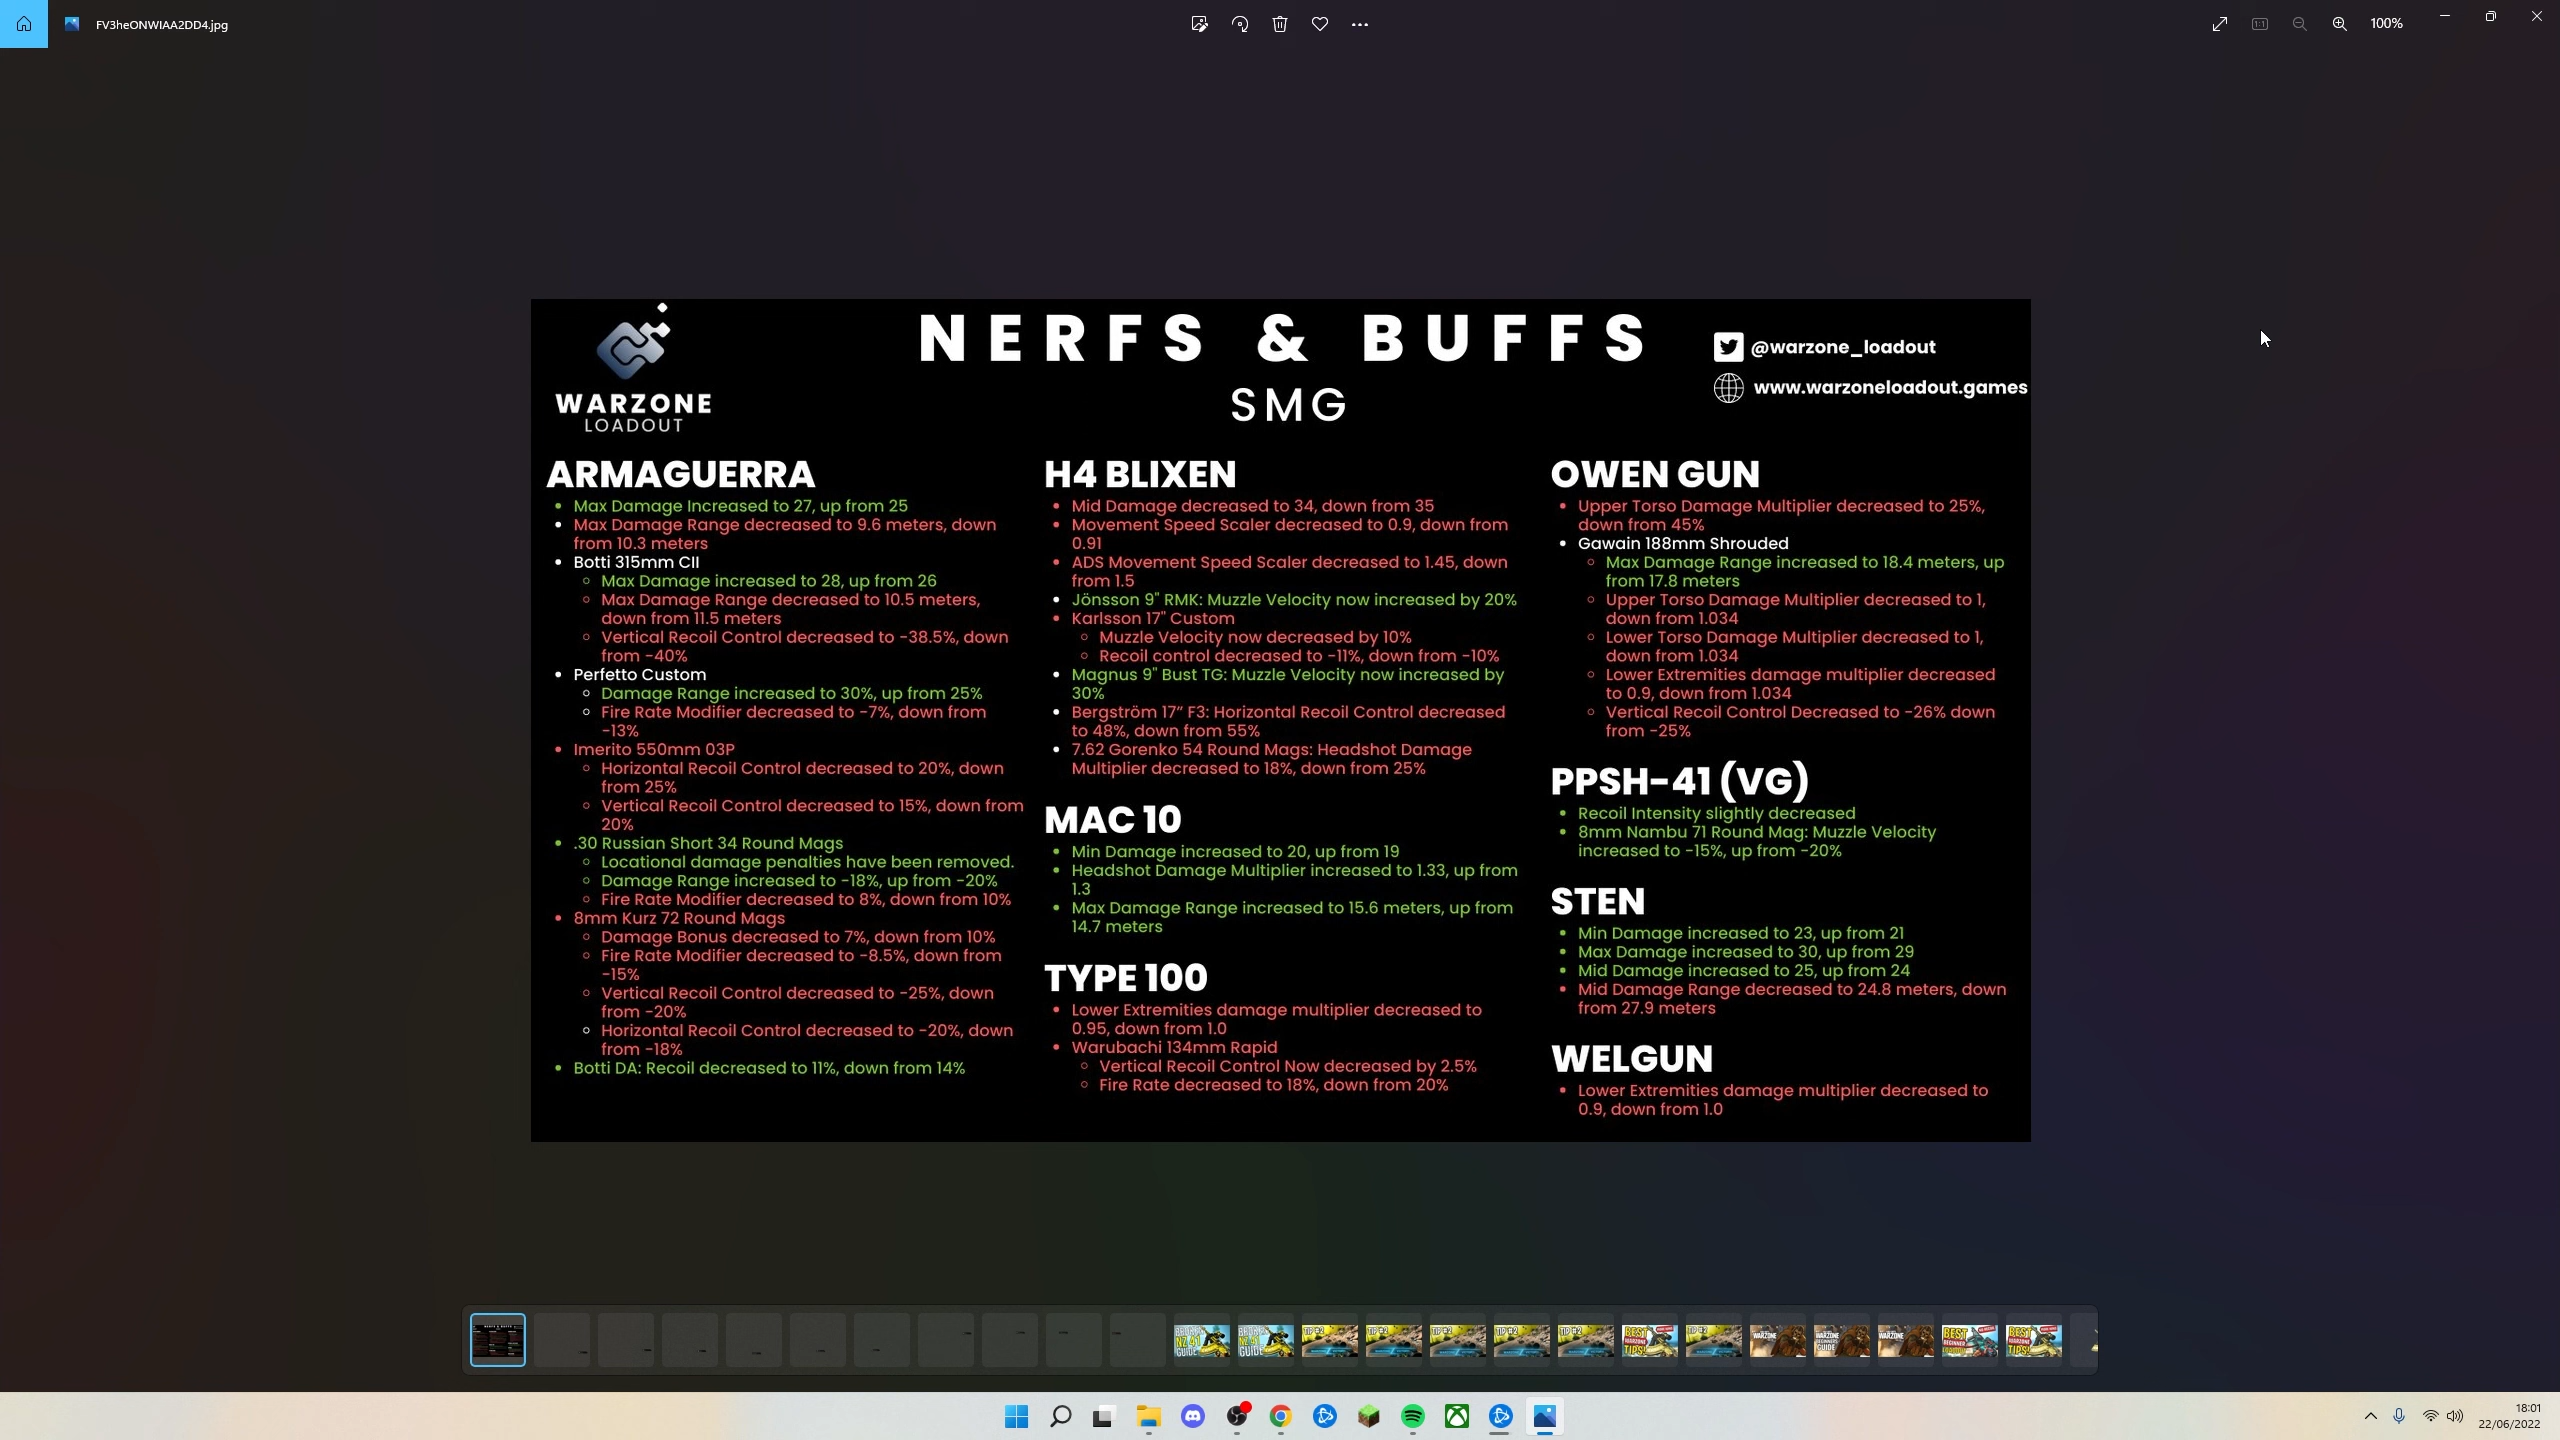 FV3heONWIAA2DD4.jpg
100%
WARZONE
LOADOUT
NERFS & BUFFS
SMG
@warzone_loadout
www.warzoneloadout.games
ARMAGUERRA
Max Damage Increased to 27, up from 25
Max Damage Range decreased to 9.6 meters, down
from 10.3 meters
Botti 315mm CII
Max Damage increased to 28, up from 26
Max Damage Range decreased to 10.5 meters,
down from 11.5 meters
Vertical Recoil Control decreased to -38.5%, down
from -40%
Perfetto Custom
Damage Range increased to 30%, up from 25%
Fire Rate Modifier decreased to -7%, down from
-13%
Imerito 550mm 03P
Horizontal Recoil Control decreased to 20%, down
from 25%
Vertical Recoil Control decreased to 15%, down from
20%
.30 Russian Short 34 Round Mags
Locational damage penalties have been removed.
Damage Range increased to -18%, up from -20%
Fire Rate Modifier decreased to 8%, down from 10%
8mm Kurz 72 Round Mags
Damage Bonus decreased to 7%, down from 10%
Fire Rate Modifier decreased to -8.5%, down from
-15%
Vertical Recoil Control decreased to -25%, down
from -20%
Horizontal Recoil Control decreased to -20%, down
from -18%
Botti DA: Recoil decreased to 11%, down from 14%
H4 BLIXEN
Mid Damage decreased to 34, down from 35
Movement Speed Scaler decreased to 0.9, down from
0.91
ADS Movement Speed Scaler decreased to 1.45, down
from 1.5
Jönsson 9" RMK: Muzzle Velocity now increased by 20%
Karlsson 17" Custom
Muzzle Velocity now decreased by 10%
Recoil control decreased to -11%, down from -10%
Magnus 9" Bust TG: Muzzle Velocity now increased by
30%
Bergström 17” F3: Horizontal Recoil Control decreased
to 48%, down from 55%
7.62 Gorenko 54 Round Mags: Headshot Damage
Multiplier decreased to 18%, down from 25%
MAC 10
Min Damage increased to 20, up from 19
Headshot Damage Multiplier increased to 1.33, up from
1.3
Max Damage Range increased to 15.6 meters, up from
14.7 meters
TYPE 100
Lower Extremities damage multiplier decreased to
0.95, down from 1.0
Warubachi 134mm Rapid
Vertical Recoil Control Now decreased by 2.5%
Fire Rate decreased to 18%, down from 20%
OWEN GUN
Upper Torso Damage Multiplier decreased to 25%,
down from 45%
Gawain 188mm Shrouded
Max Damage Range increased to 18.4 meters, up
from 17.8 meters
Upper Torso Damage Multiplier decreased to 1,
down from 1.034
Lower Torso Damage Multiplier decreased to 1,
down from 1.034
Lower Extremities damage multiplier decreased
to 0.9, down from 1.034
Vertical Recoil Control Decreased to -26% down
from -25%
PPSH-41 (VG)
Recoil Intensity slightly decreased
8mm Nambu 71 Round Mag: Muzzle Velocity
increased to -15%, up from -20%
STEN
Min Damage increased to 23, up from 21
Max Damage increased to 30, up from 29
Mid Damage increased to 25, up from 24
Mid Damage Range decreased to 24.8 meters, down
from 27.9 meters
WELGUN
Lower Extremities damage multiplier decreased to
0.9, down from 1.0
18:01
22/06/2022